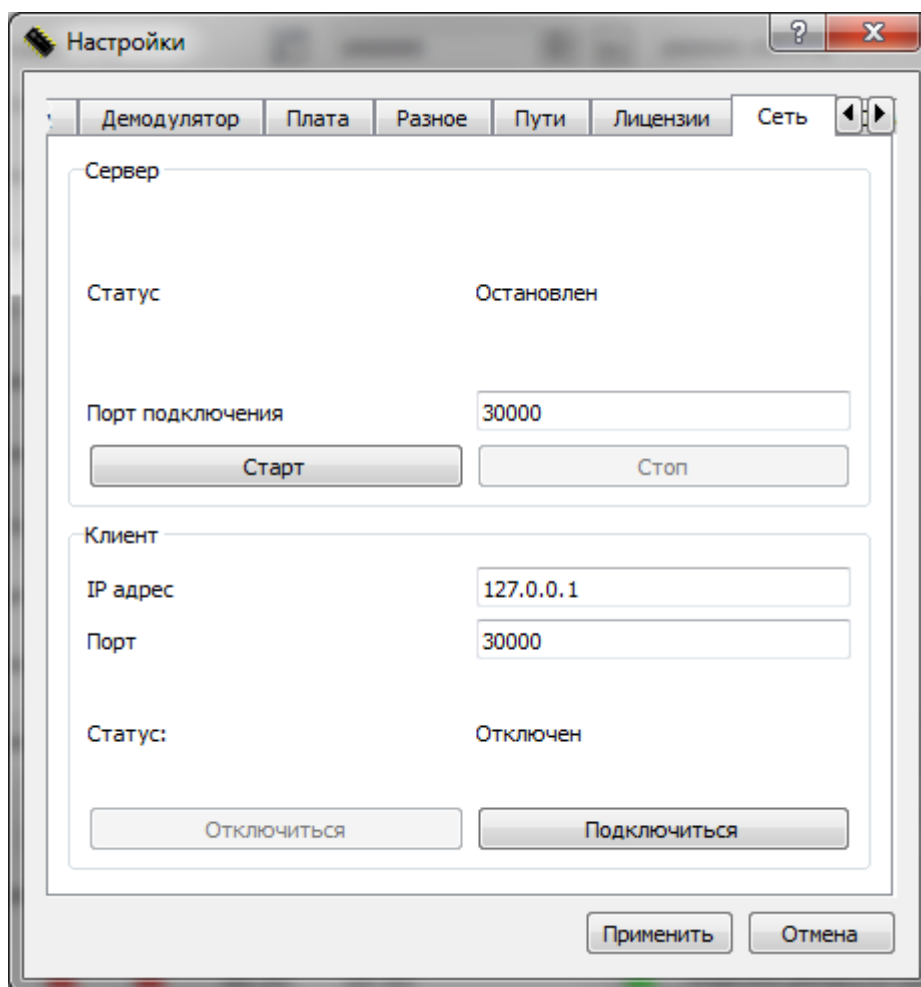 Настройки
Демодулятор Плата Разное Пути Лицензии Сеть
Сервер
Статус Остановлен
Порт подключения 30000
Старт Стоп
Клиент
IP адрес 127.0.0.1
Порт 30000
Статус: Отключен
Отключиться Подключиться
Применить Отмена